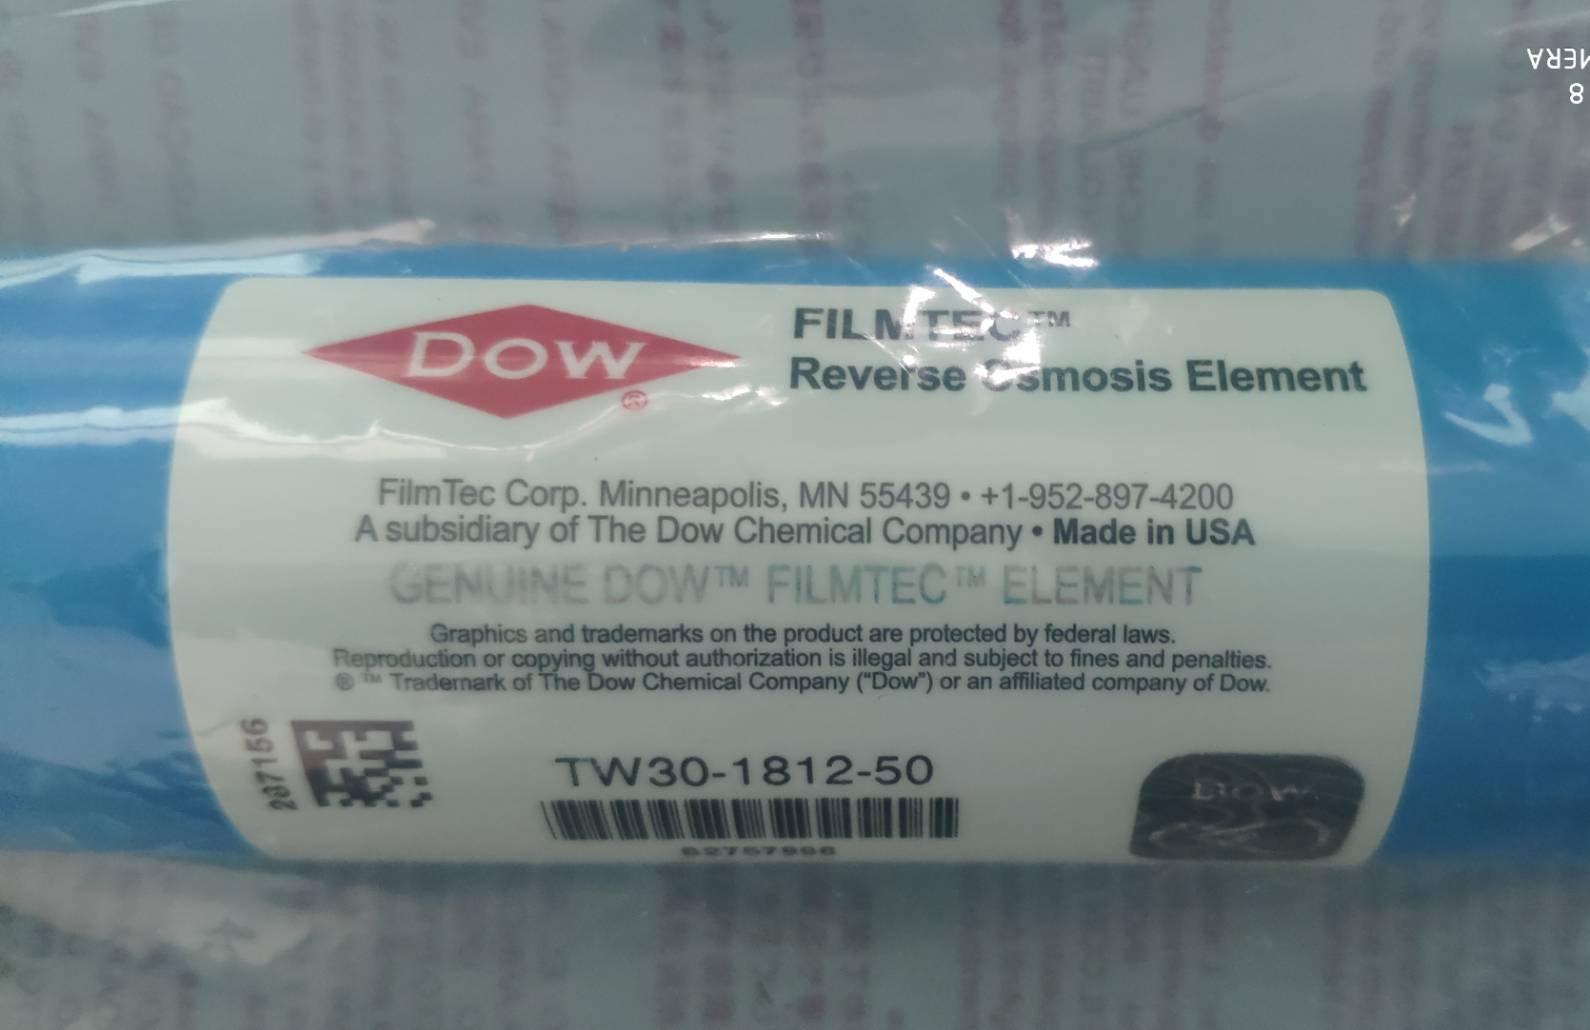 DOW
®
FILMTEC™
Reverse Osmosis Element
FilmTec Corp. Minneapolis, MN 55439 • +1-952-897-4200
A subsidiary of The Dow Chemical Company • Made in USA
GENUINE DOW™ FILMTEC™ ELEMENT
Graphics and trademarks on the product are protected by federal laws.
Reproduction or copying without authorization is illegal and subject to fines and penalties.
® ™ Trademark of The Dow Chemical Company ("Dow") or an affiliated company of Dow.
TW30-1812-50
DOW
8